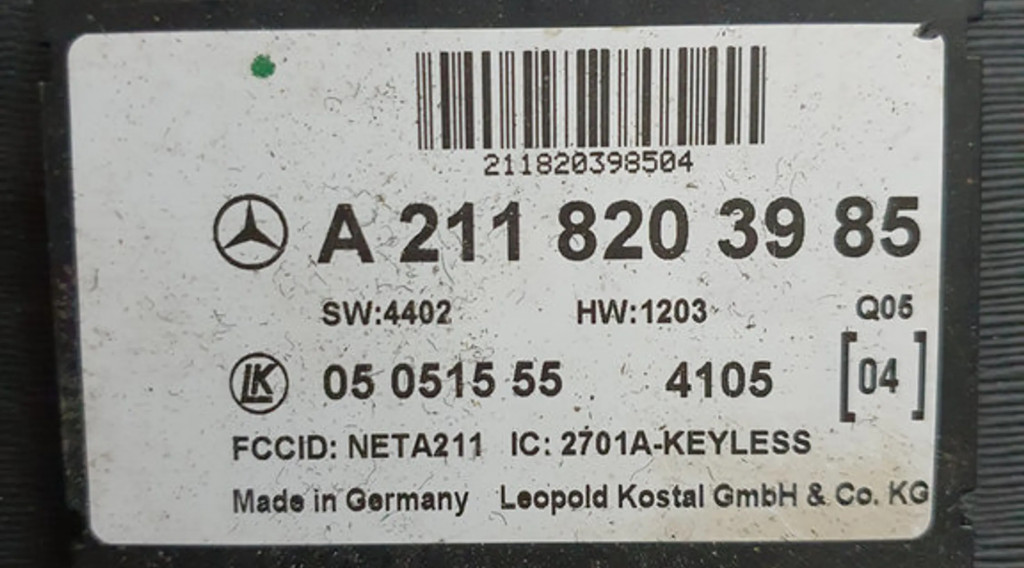 211820398504
A 211 820 39 85
SW:4402 HW:1203 Q05
LK 05 0515 55 4105 [04]
FCCID: NETA211 IC: 2701A-KEYLESS
Made in Germany Leopold Kostal GmbH & Co. KG